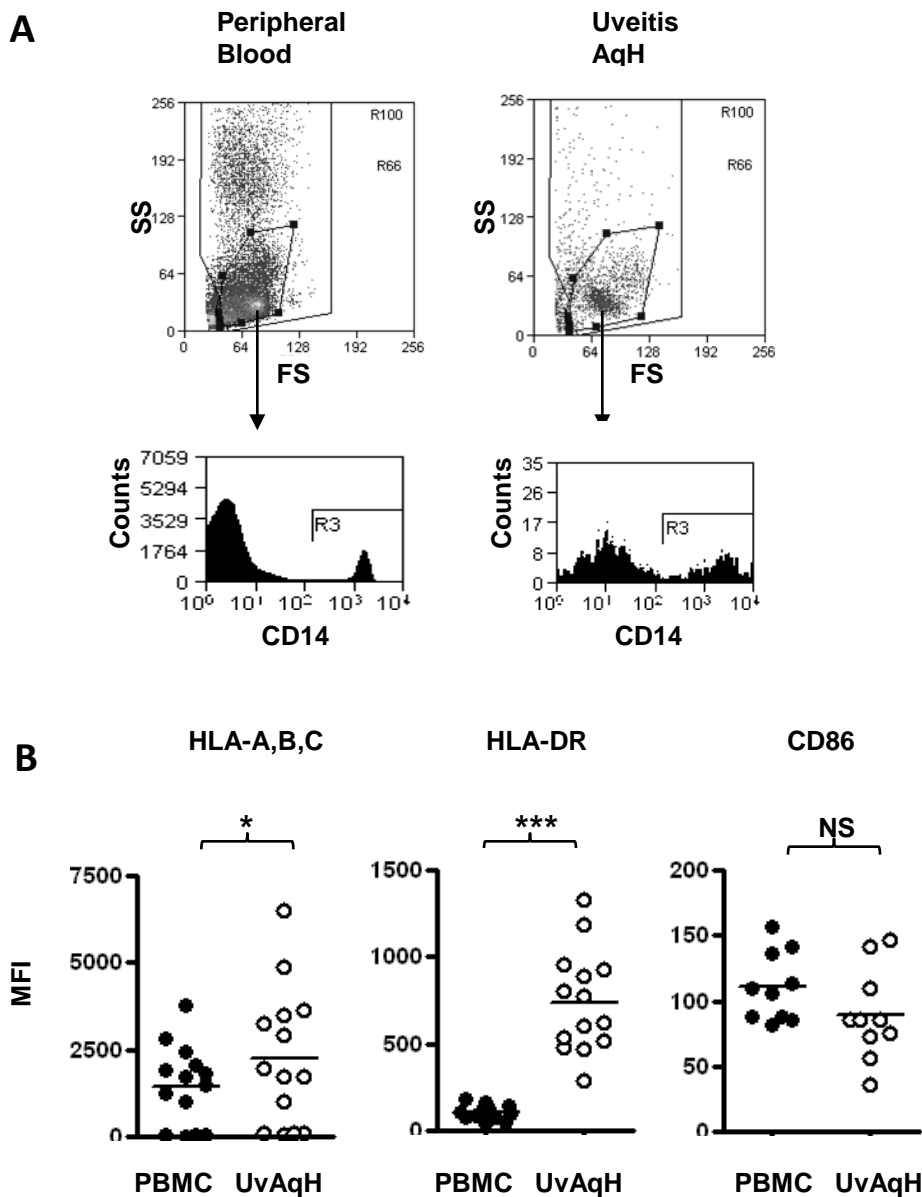 A
Peripheral
Blood
Uveitis
AqH
256
192
128
64
0
SS
R100
R66
0 64 128 192 256
FS
256
192
128
64
0
SS
R100
R66
0 64 128 192 256
FS
7059
5294
3529
1764
0
Counts
R3
10⁰ 10¹ 10² 10³ 10⁴
CD14
35
26
17
8
0
Counts
R3
10⁰ 10¹ 10² 10³ 10⁴
CD14
B
HLA-A,B,C
HLA-DR
CD86
*
***
NS
MFI
7500
5000
2500
0
PBMC UvAqH
1500
1000
500
0
PBMC UvAqH
200
150
100
50
0
PBMC UvAqH